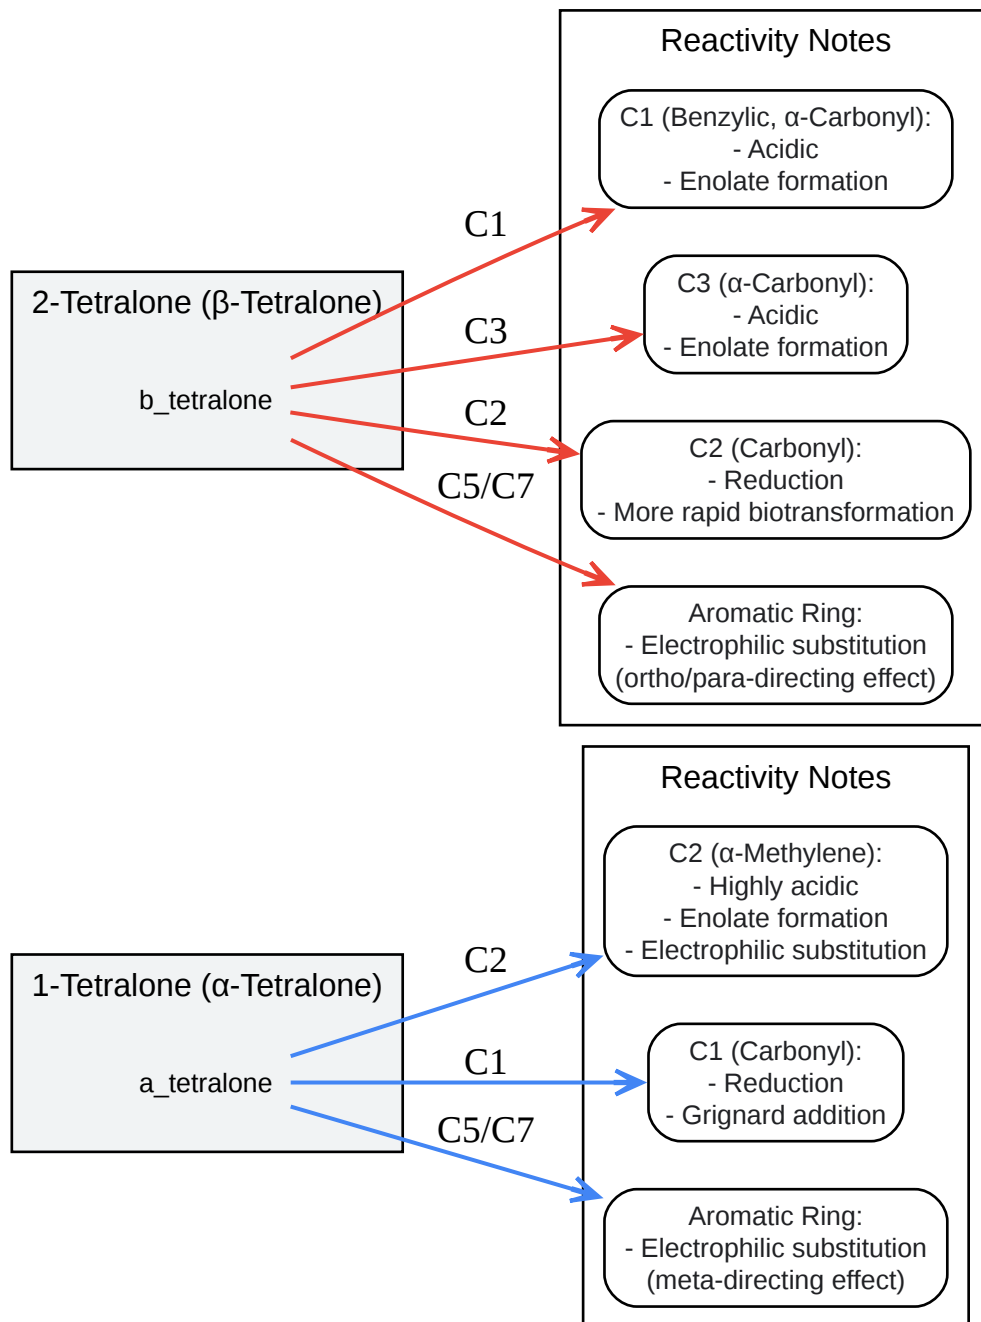 Reactivity Notes
C1 (Benzylic, α-Carbonyl):
- Acidic
- Enolate formation
C1
2-Tetralone (β-Tetralone)
b_tetralone
C3
C3 (α-Carbonyl):
- Acidic
- Enolate formation
C2
C2 (Carbonyl):
- Reduction
- More rapid biotransformation
C5/C7
Aromatic Ring:
- Electrophilic substitution
(ortho/para-directing effect)
Reactivity Notes
C2 (α-Methylene):
- Highly acidic
- Enolate formation
- Electrophilic substitution
C2
1-Tetralone (α-Tetralone)
a_tetralone
C1
C1 (Carbonyl):
- Reduction
- Grignard addition
C5/C7
Aromatic Ring:
- Electrophilic substitution
(meta-directing effect)